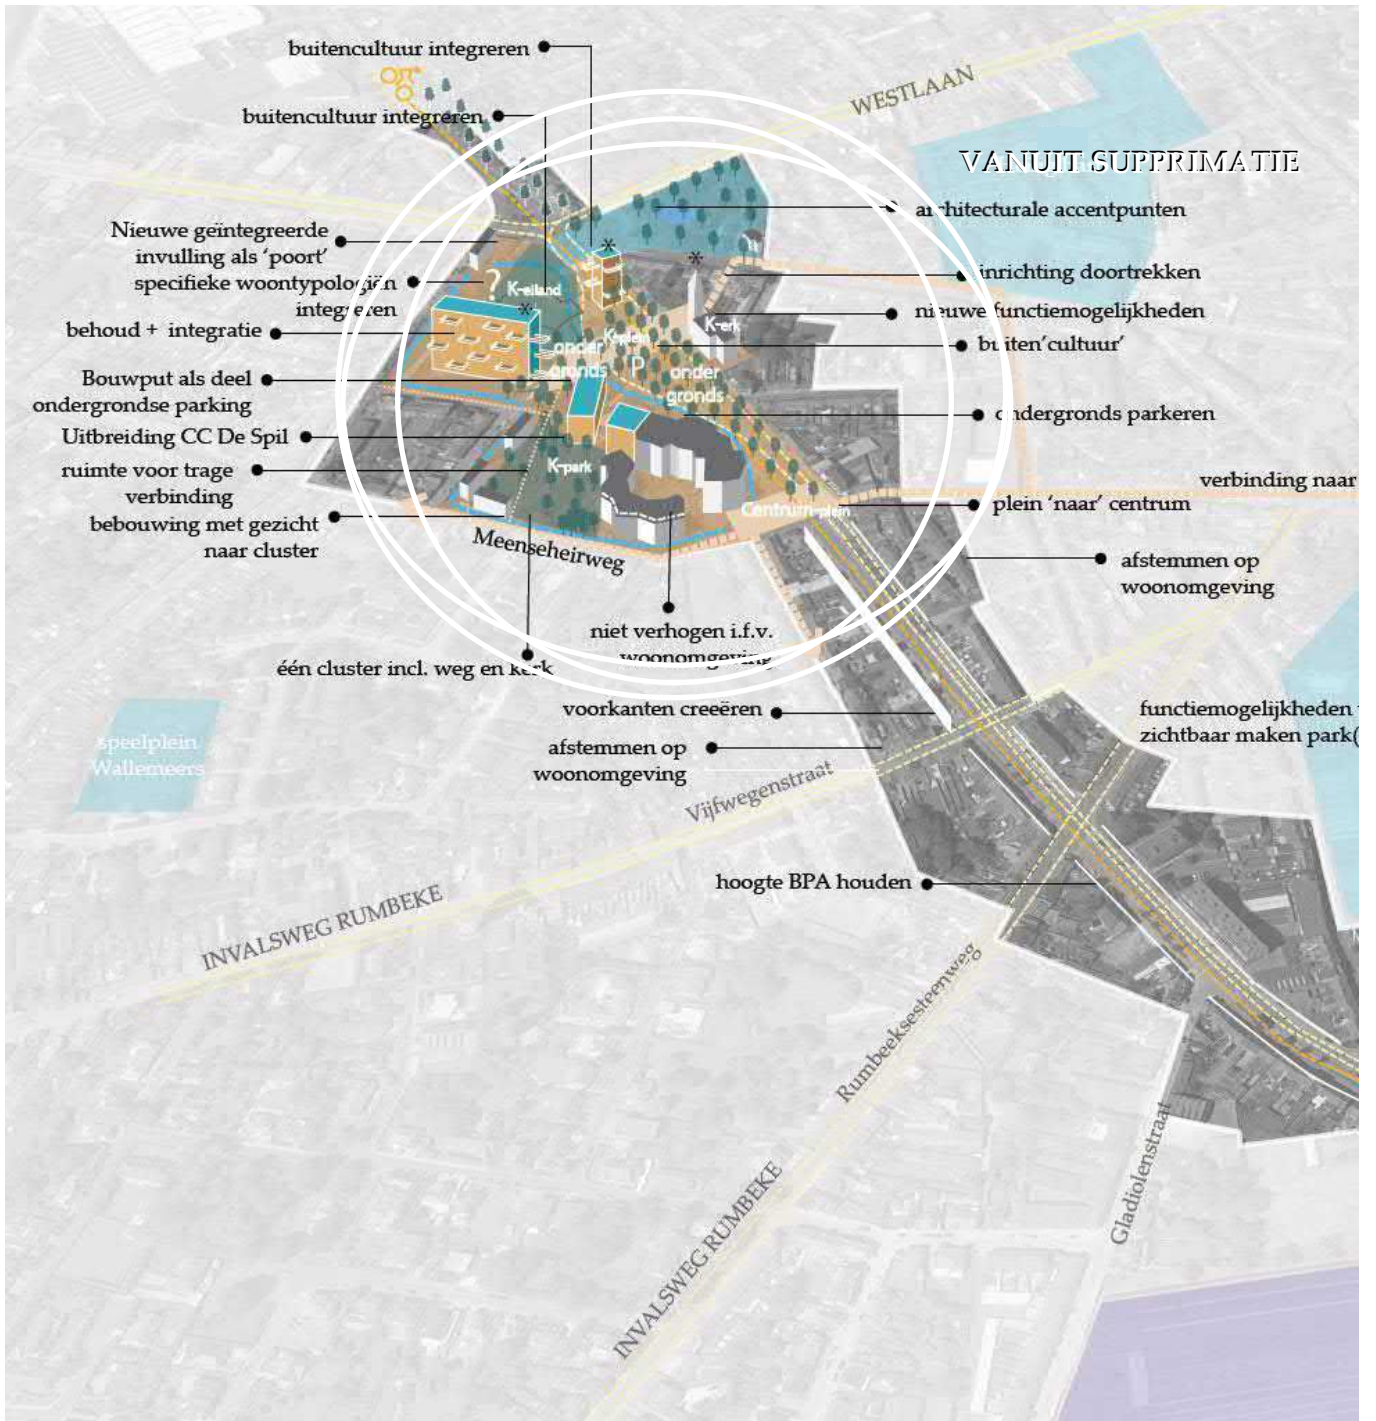 buitencultuur integreren
buitencultuur integreren
WESTLAAN
VANUIT SUPPRIMATIE
architecturale accentpunten
Nieuwe geïntegreerde
invulling als ‘poort’
specifieke woontypologiën
integreren
?
K-eiland
inrichting doortrekken
nieuwe functiemogelijkheden
K-erk
behoud + integratie
buiten’cultuur’
onder
gronds
K-plein
P
onder
gronds
Bouwput als deel
ondergrondse parking
ondergronds parkeren
Uitbreiding CC De Spil
K-park
ruimte voor trage
verbinding
verbinding naar
plein ‘naar’ centrum
Centrum-plein
bebouwing met gezicht
naar cluster
Meenseheirweg
afstemmen op
woonomgeving
niet verhogen i.f.v.
woonomgeving
één cluster incl. weg en kerk
voorkanten creeëren
functiemogelijkheden
zichtbaar maken park(
afstemmen op
woonomgeving
speelplein
Wallemeers
Vijfwegenstraat
hoogte BPA houden
INVALSWEG RUMBEKE
Rumbeeksesteenweg
Gladiolenstraat
INVALSWEG RUMBEKE